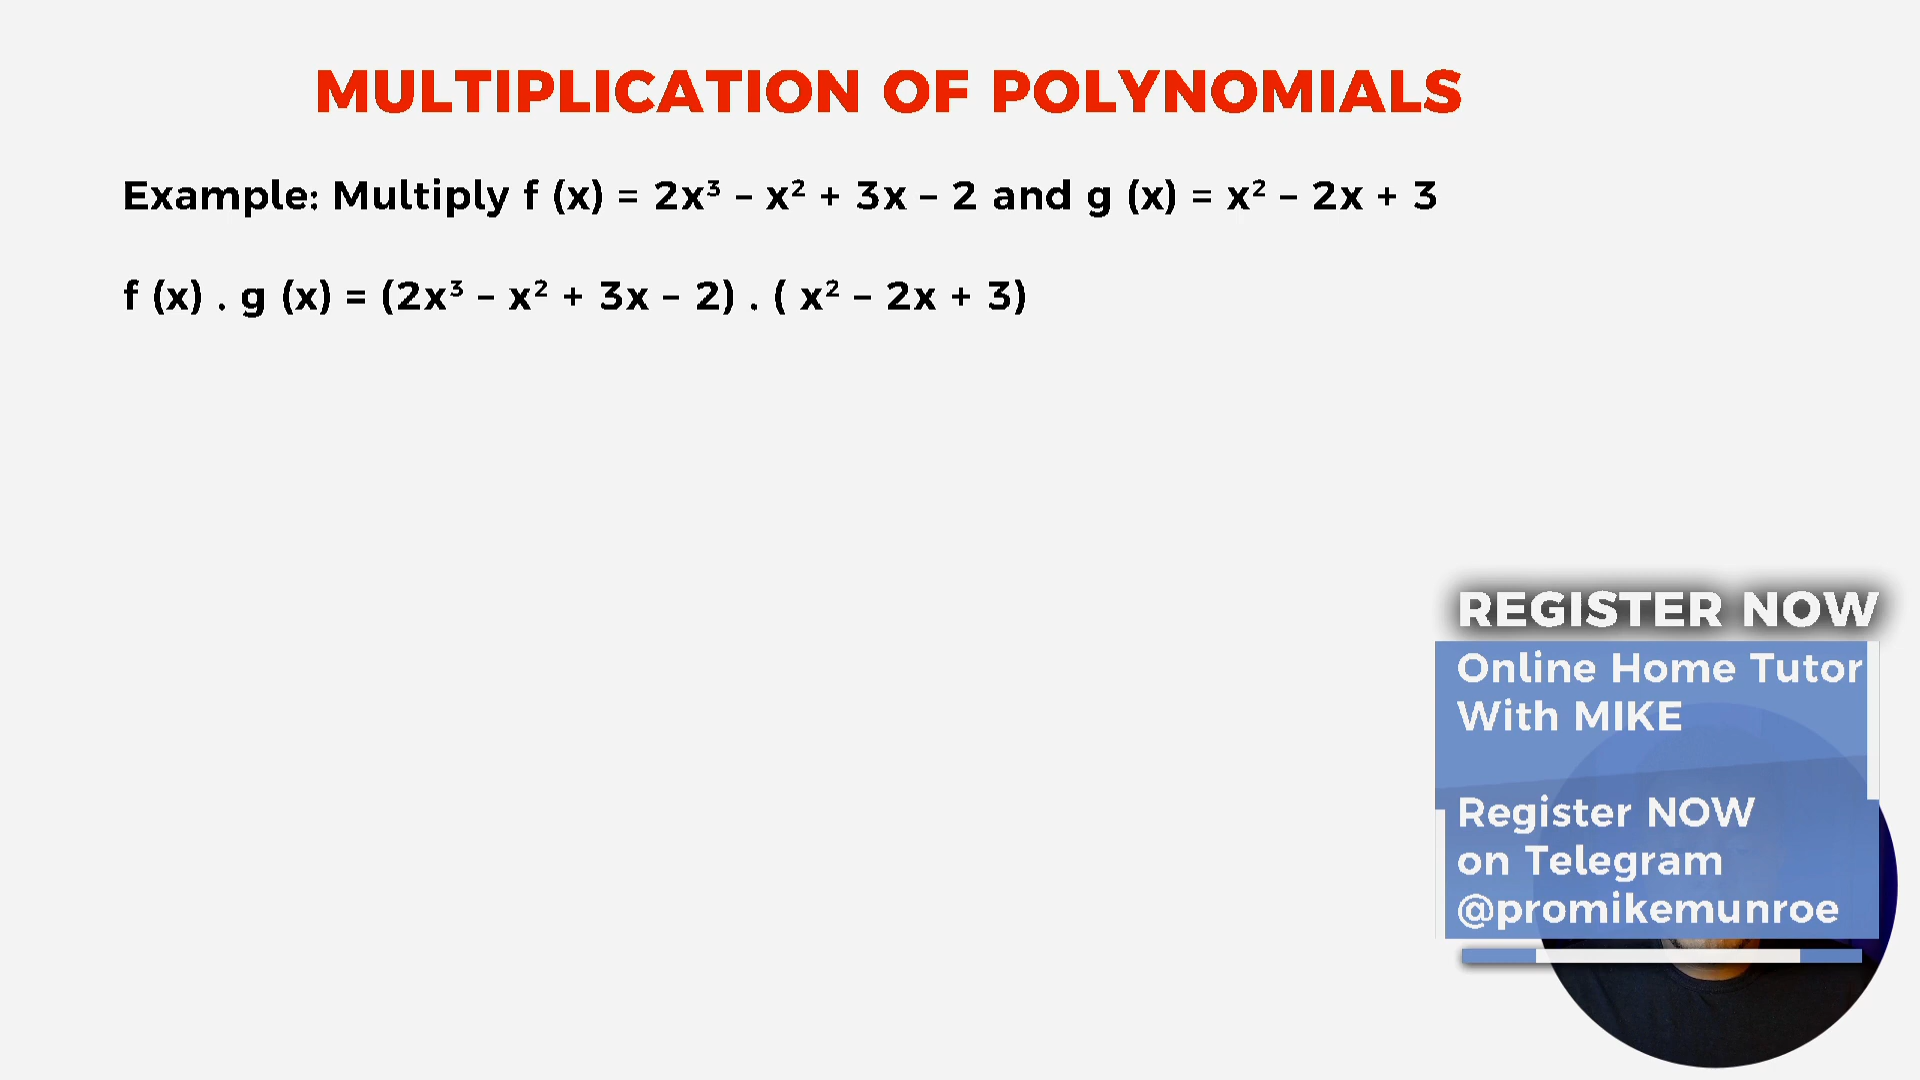 MULTIPLICATION OF POLYNOMIALS
Example: Multiply f (x) = 2x³ – x² + 3x – 2 and g (x) = x² – 2x + 3
f (x) . g (x) = (2x³ – x² + 3x – 2) . ( x² – 2x + 3)
REGISTER NOW
Online Home Tutor
With MIKE
Register NOW
on Telegram
@promikemunroe